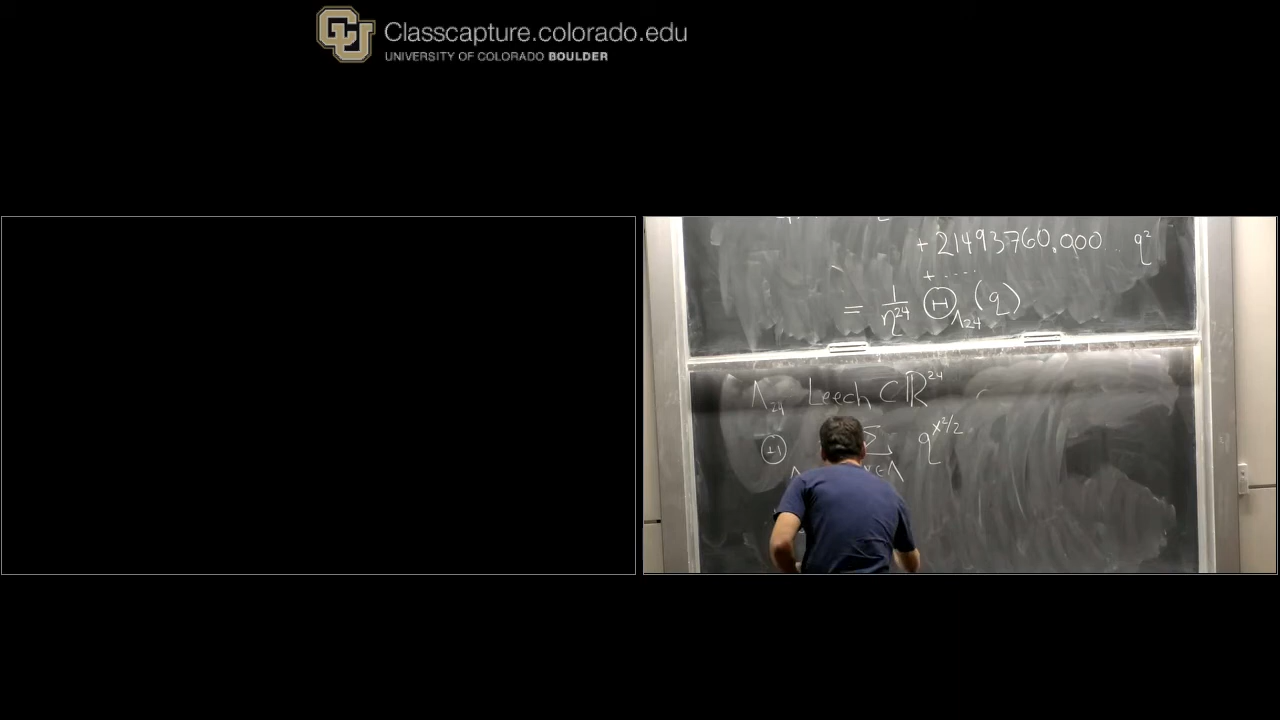 Classcapture.colorado.edu
UNIVERSITY OF COLORADO BOULDER
+ 21493760.000... q²
+ ....
= 1/η²⁴ Θ_Λ₂₄ (q)
Λ₂₄ Leech ⊂ ℝ²⁴
Θ_Λ Σ_∈Λ q^(x²/2)